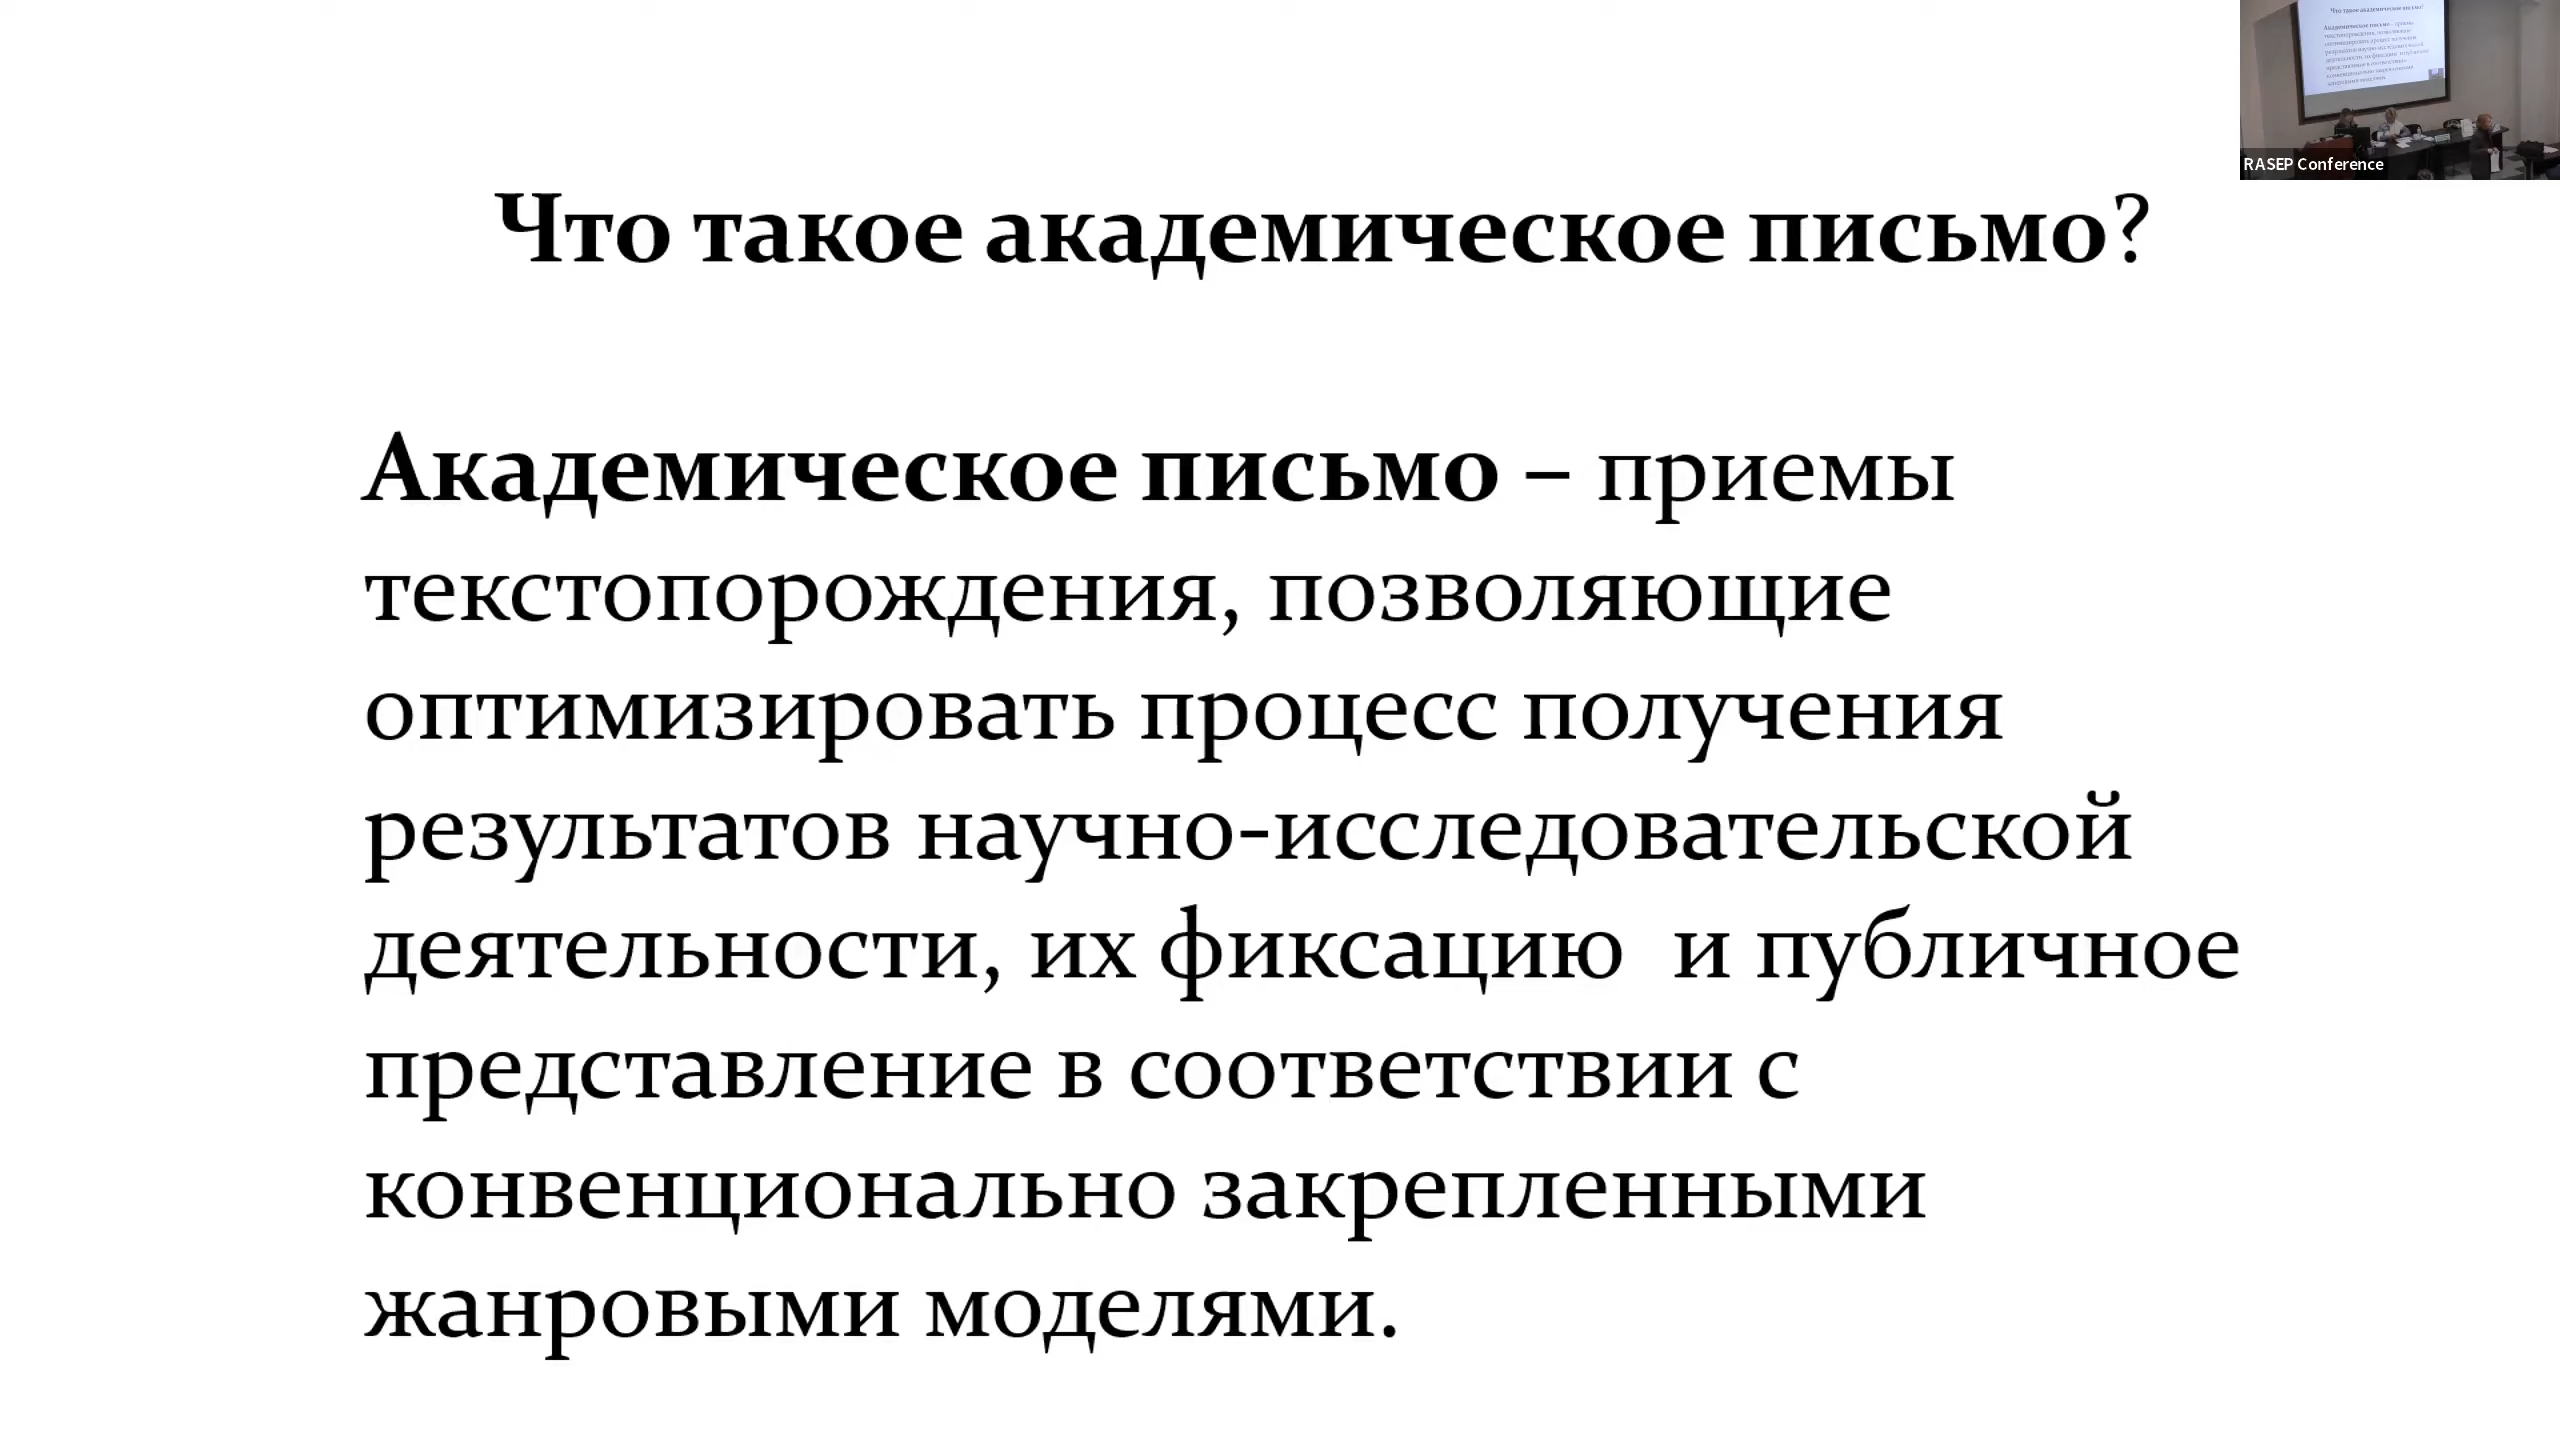 Что такое академическое письмо?
Академическое письмо – приемы
текстопорождения, позволяющие
оптимизировать процесс получения
результатов научно-исследовательской
деятельности, их фиксацию  и публичное
представление в соответствии с
конвенционально закрепленными
жанровыми моделями.
RASEP Conference